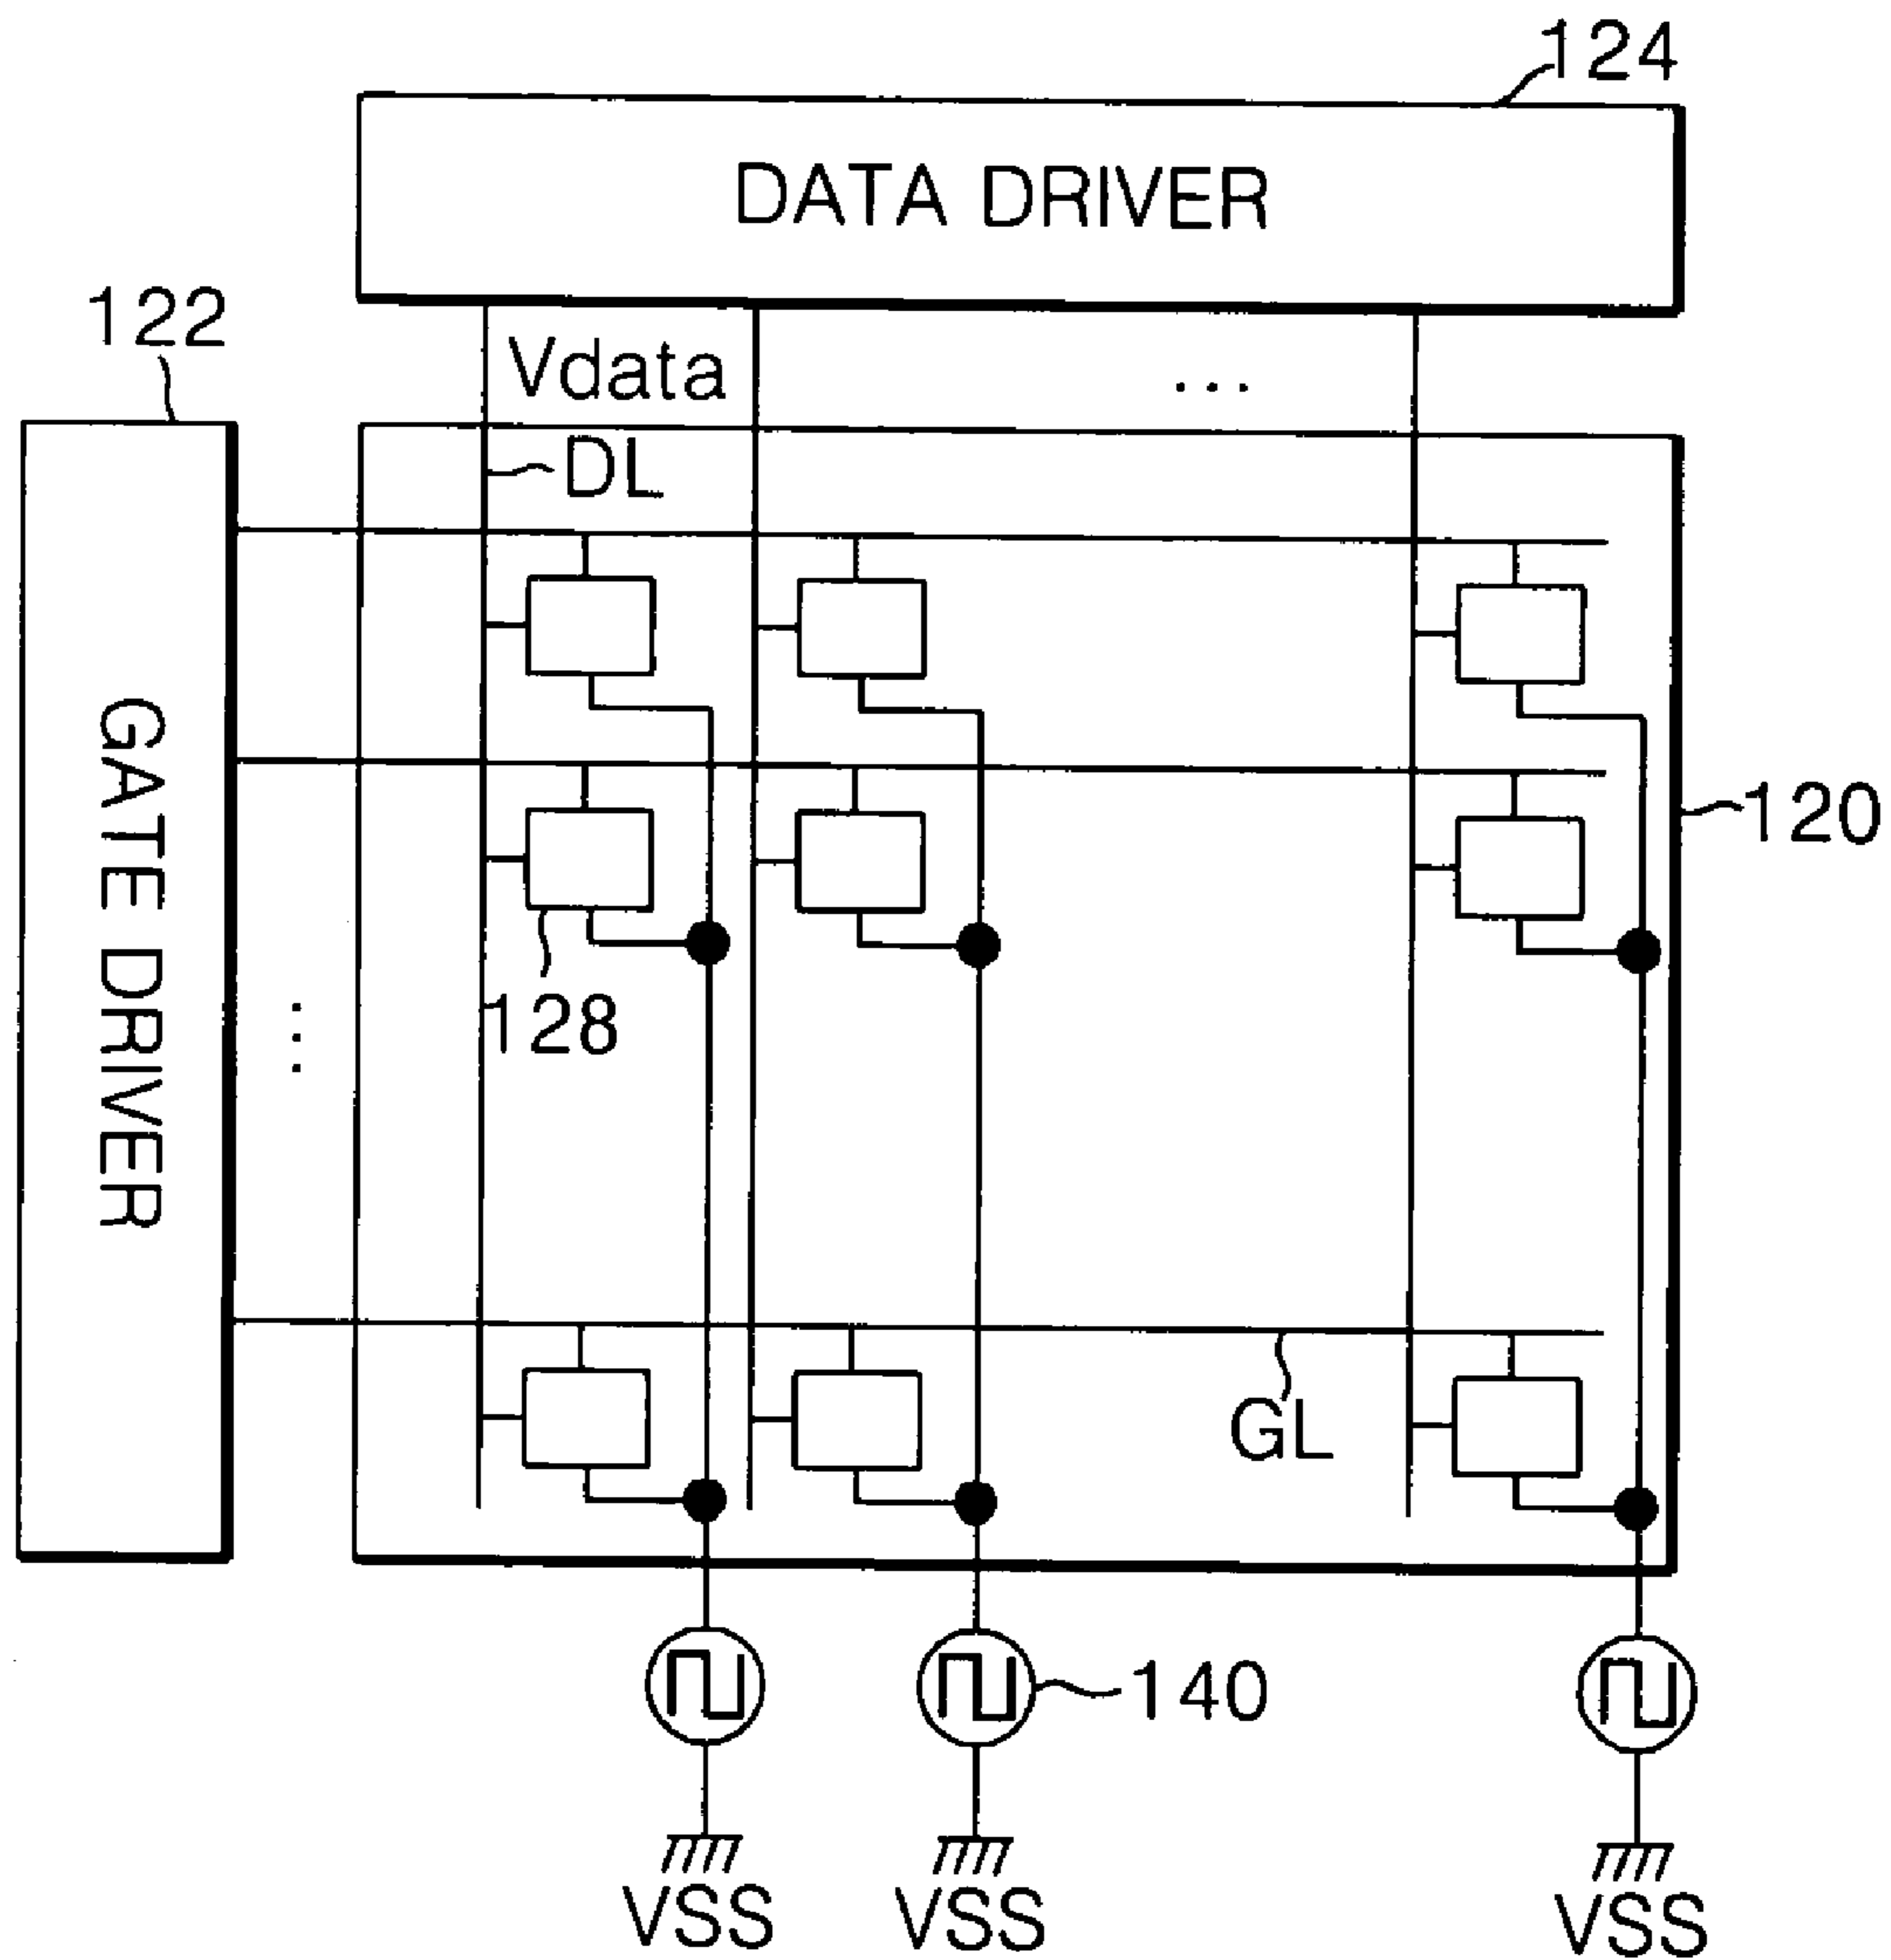 124
DATA DRIVER
122
Vdata
...
DL
GATE DRIVER
120
...
128
GL
140
VSS
VSS
VSS